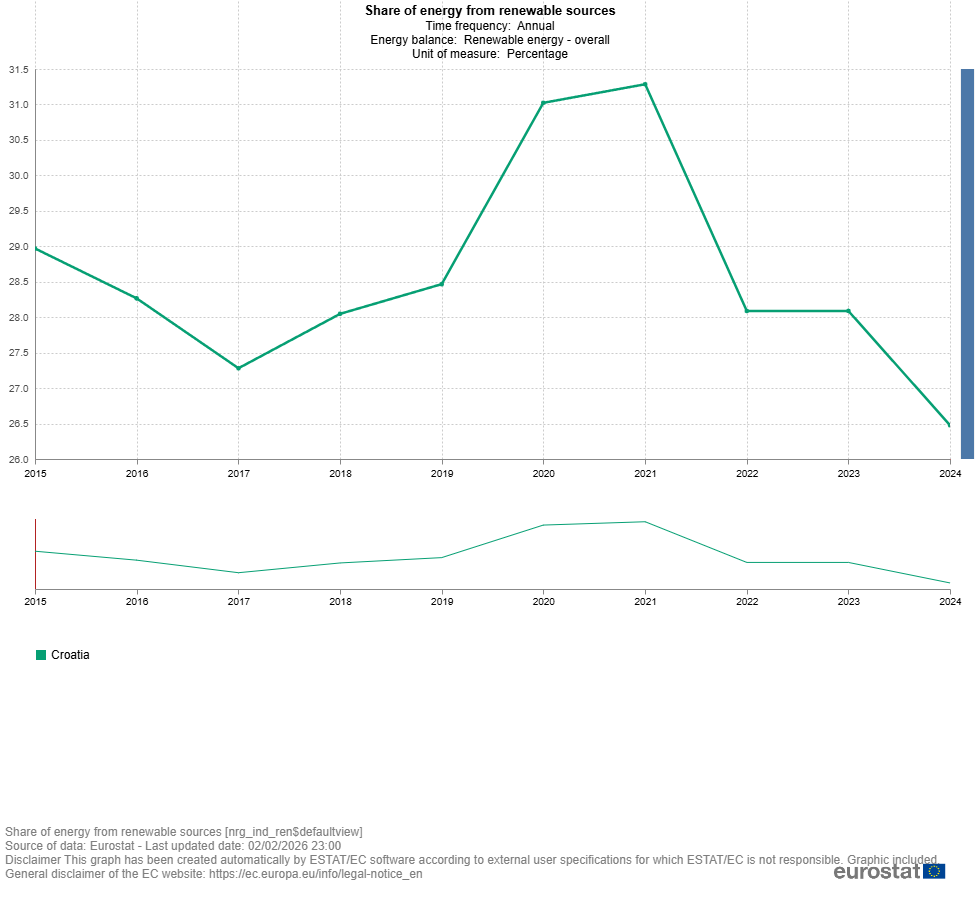 Share of energy from renewable sources
Time frequency: Annual
Energy balance: Renewable energy - overall
Unit of measure: Percentage
31.5
31.0
30.5
30.0
29.5
29.0
28.5
28.0
27.5
27.0
26.5
26.0
2015 2016 2017 2018 2019 2020 2021 2022 2023 2024
2015 2016 2017 2018 2019 2020 2021 2022 2023 2024
Croatia
Share of energy from renewable sources [nrg_ind_ren$defaultview]
Source of data: Eurostat - Last updated date: 02/02/2026 23:00
Disclaimer This graph has been created automatically by ESTAT/EC software according to external user specifications for which ESTAT/EC is not responsible. Graphic included.
General disclaimer of the EC website: https://ec.europa.eu/info/legal-notice_en
eurostat